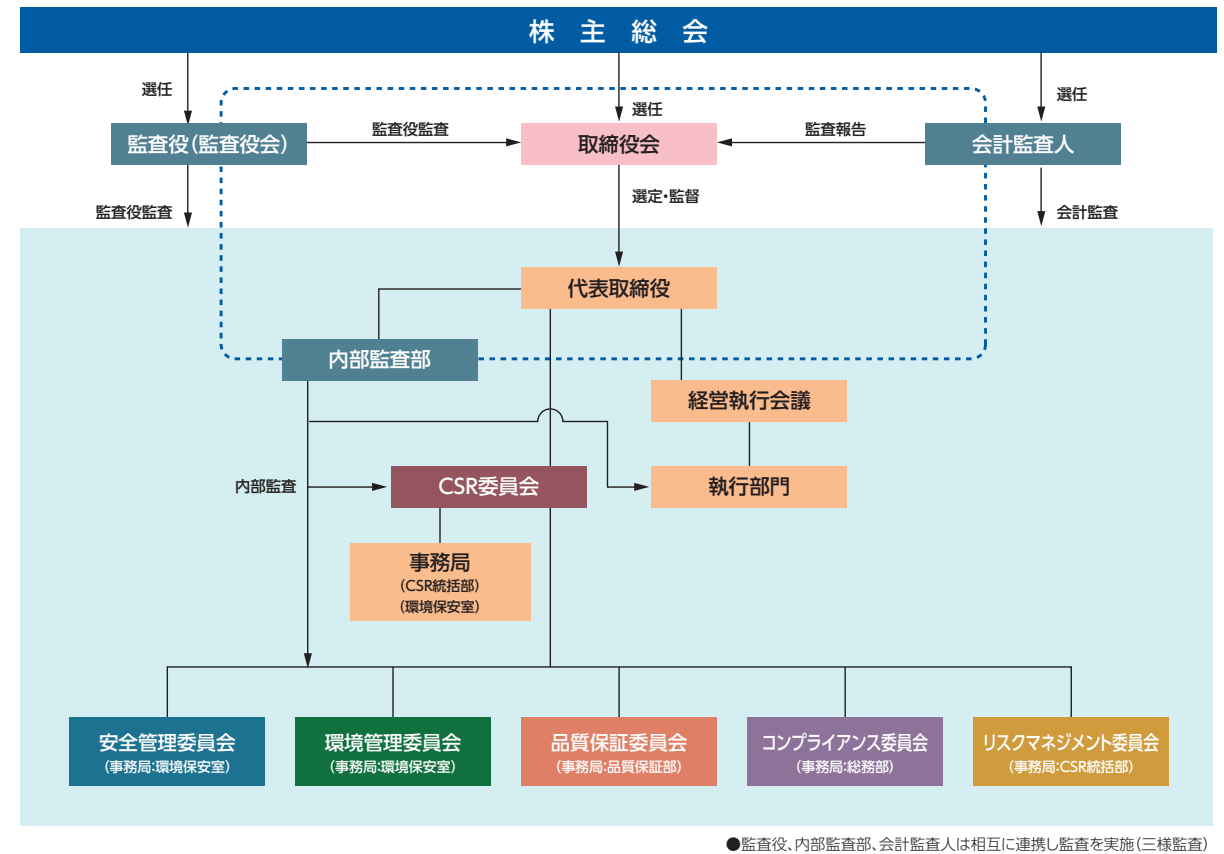 株主総会
選任
選任
選任
監査役(監査役会)
監査役監査
取締役会
監査報告
会計監査人
監査役監査
選定・監督
会計監査
代表取締役
内部監査部
経営執行会議
内部監査
CSR委員会
執行部門
事務局
(CSR統括部)
(環境保安室)
安全管理委員会
(事務局:環境保安室)
環境管理委員会
(事務局:環境保安室)
品質保証委員会
(事務局:品質保証部)
コンプライアンス委員会
(事務局:総務部)
リスクマネジメント委員会
(事務局:CSR統括部)
●監査役、内部監査部、会計監査人は相互に連携し監査を実施(三様監査)